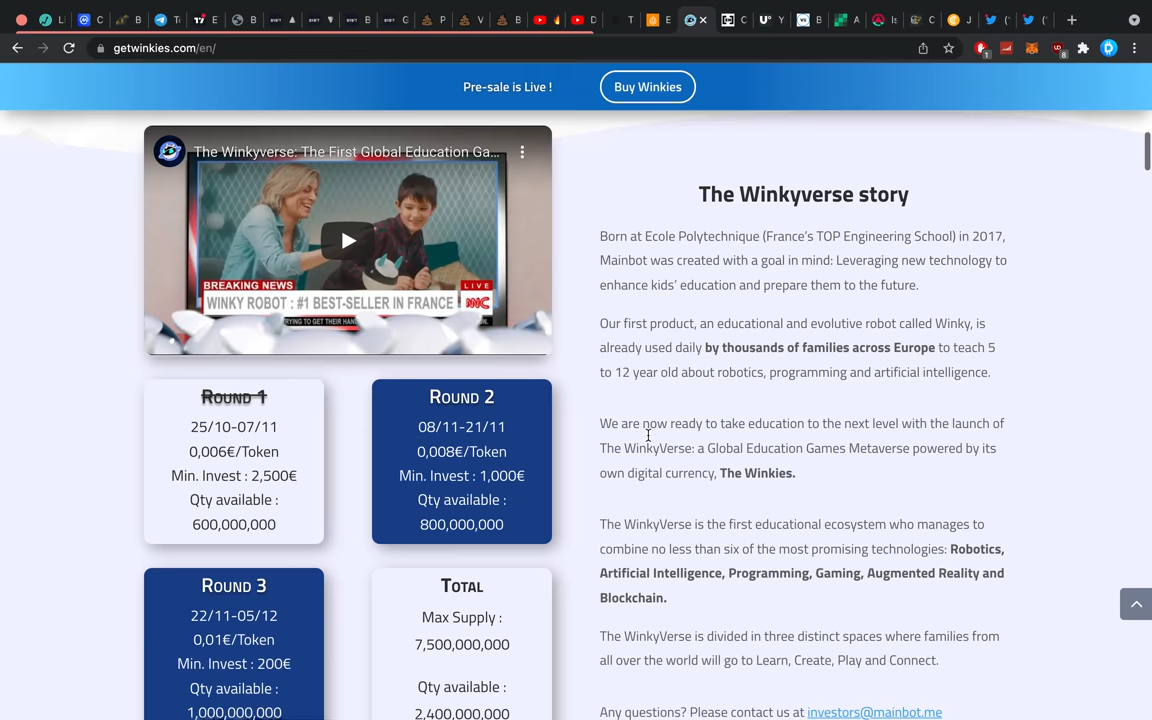 getwinkies.com/en/
Pre-sale is Live !
Buy Winkies
The Winkyverse: The First Global Education Ga...
BREAKING NEWS
LIVE
WINKY ROBOT : #1 BEST-SELLER IN FRANCE
TRYING TO GET THEIR HAN
Round 1
25/10-07/11
0,006€/Token
Min. Invest : 2,500€
Qty available :
600,000,000
Round 2
08/11-21/11
0,008€/Token
Min. Invest : 1,000€
Qty available :
800,000,000
Round 3
22/11-05/12
0,01€/Token
Min. Invest : 200€
Qty available :
1,000,000,000
Total
Max Supply :
7,500,000,000
Qty available :
2,400,000,000
The Winkyverse story
Born at Ecole Polytechnique (France's TOP Engineering School) in 2017,
Mainbot was created with a goal in mind: Leveraging new technology to
enhance kids' education and prepare them to the future.
Our first product, an educational and evolutive robot called Winky, is
already used daily by thousands of families across Europe to teach 5
to 12 year old about robotics, programming and artificial intelligence.
We are now ready to take education to the next level with the launch of
The WinkyVerse: a Global Education Games Metaverse powered by its
own digital currency, The Winkies.
The WinkyVerse is the first educational ecosystem who manages to
combine no less than six of the most promising technologies: Robotics,
Artificial Intelligence, Programming, Gaming, Augmented Reality and
Blockchain.
The WinkyVerse is divided in three distinct spaces where families from
all over the world will go to Learn, Create, Play and Connect.
Any questions? Please contact us at investors@mainbot.me